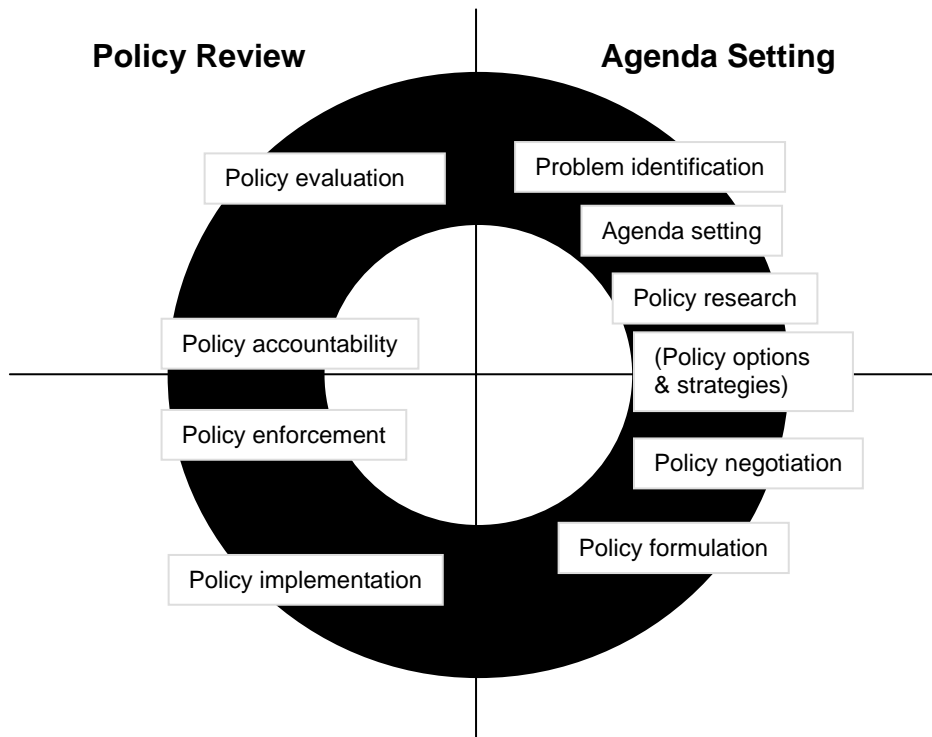 Policy Review
Agenda Setting
Policy evaluation
Problem identification
Agenda setting
Policy research
Policy accountability
(Policy options
& strategies)
Policy enforcement
Policy negotiation
Policy formulation
Policy implementation